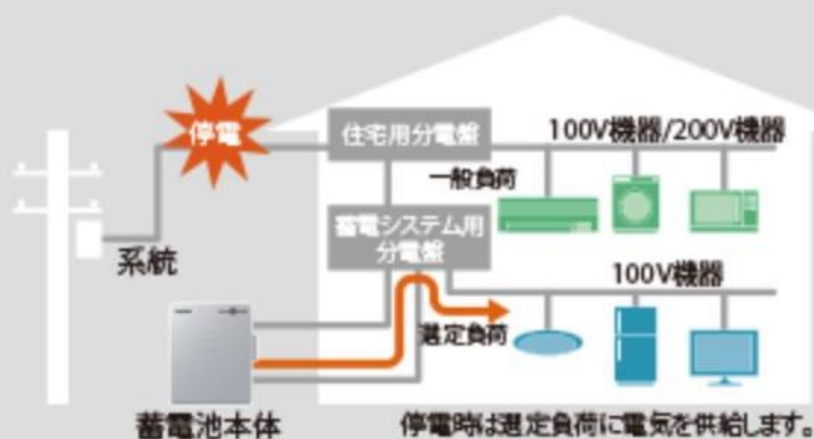 停電
住宅用分電盤
100V機器/200V機器
一般負荷
蓄電システム用
分電盤
系統
100V機器
選定負荷
蓄電池本体
停電時は選定負荷に電気を供給します。